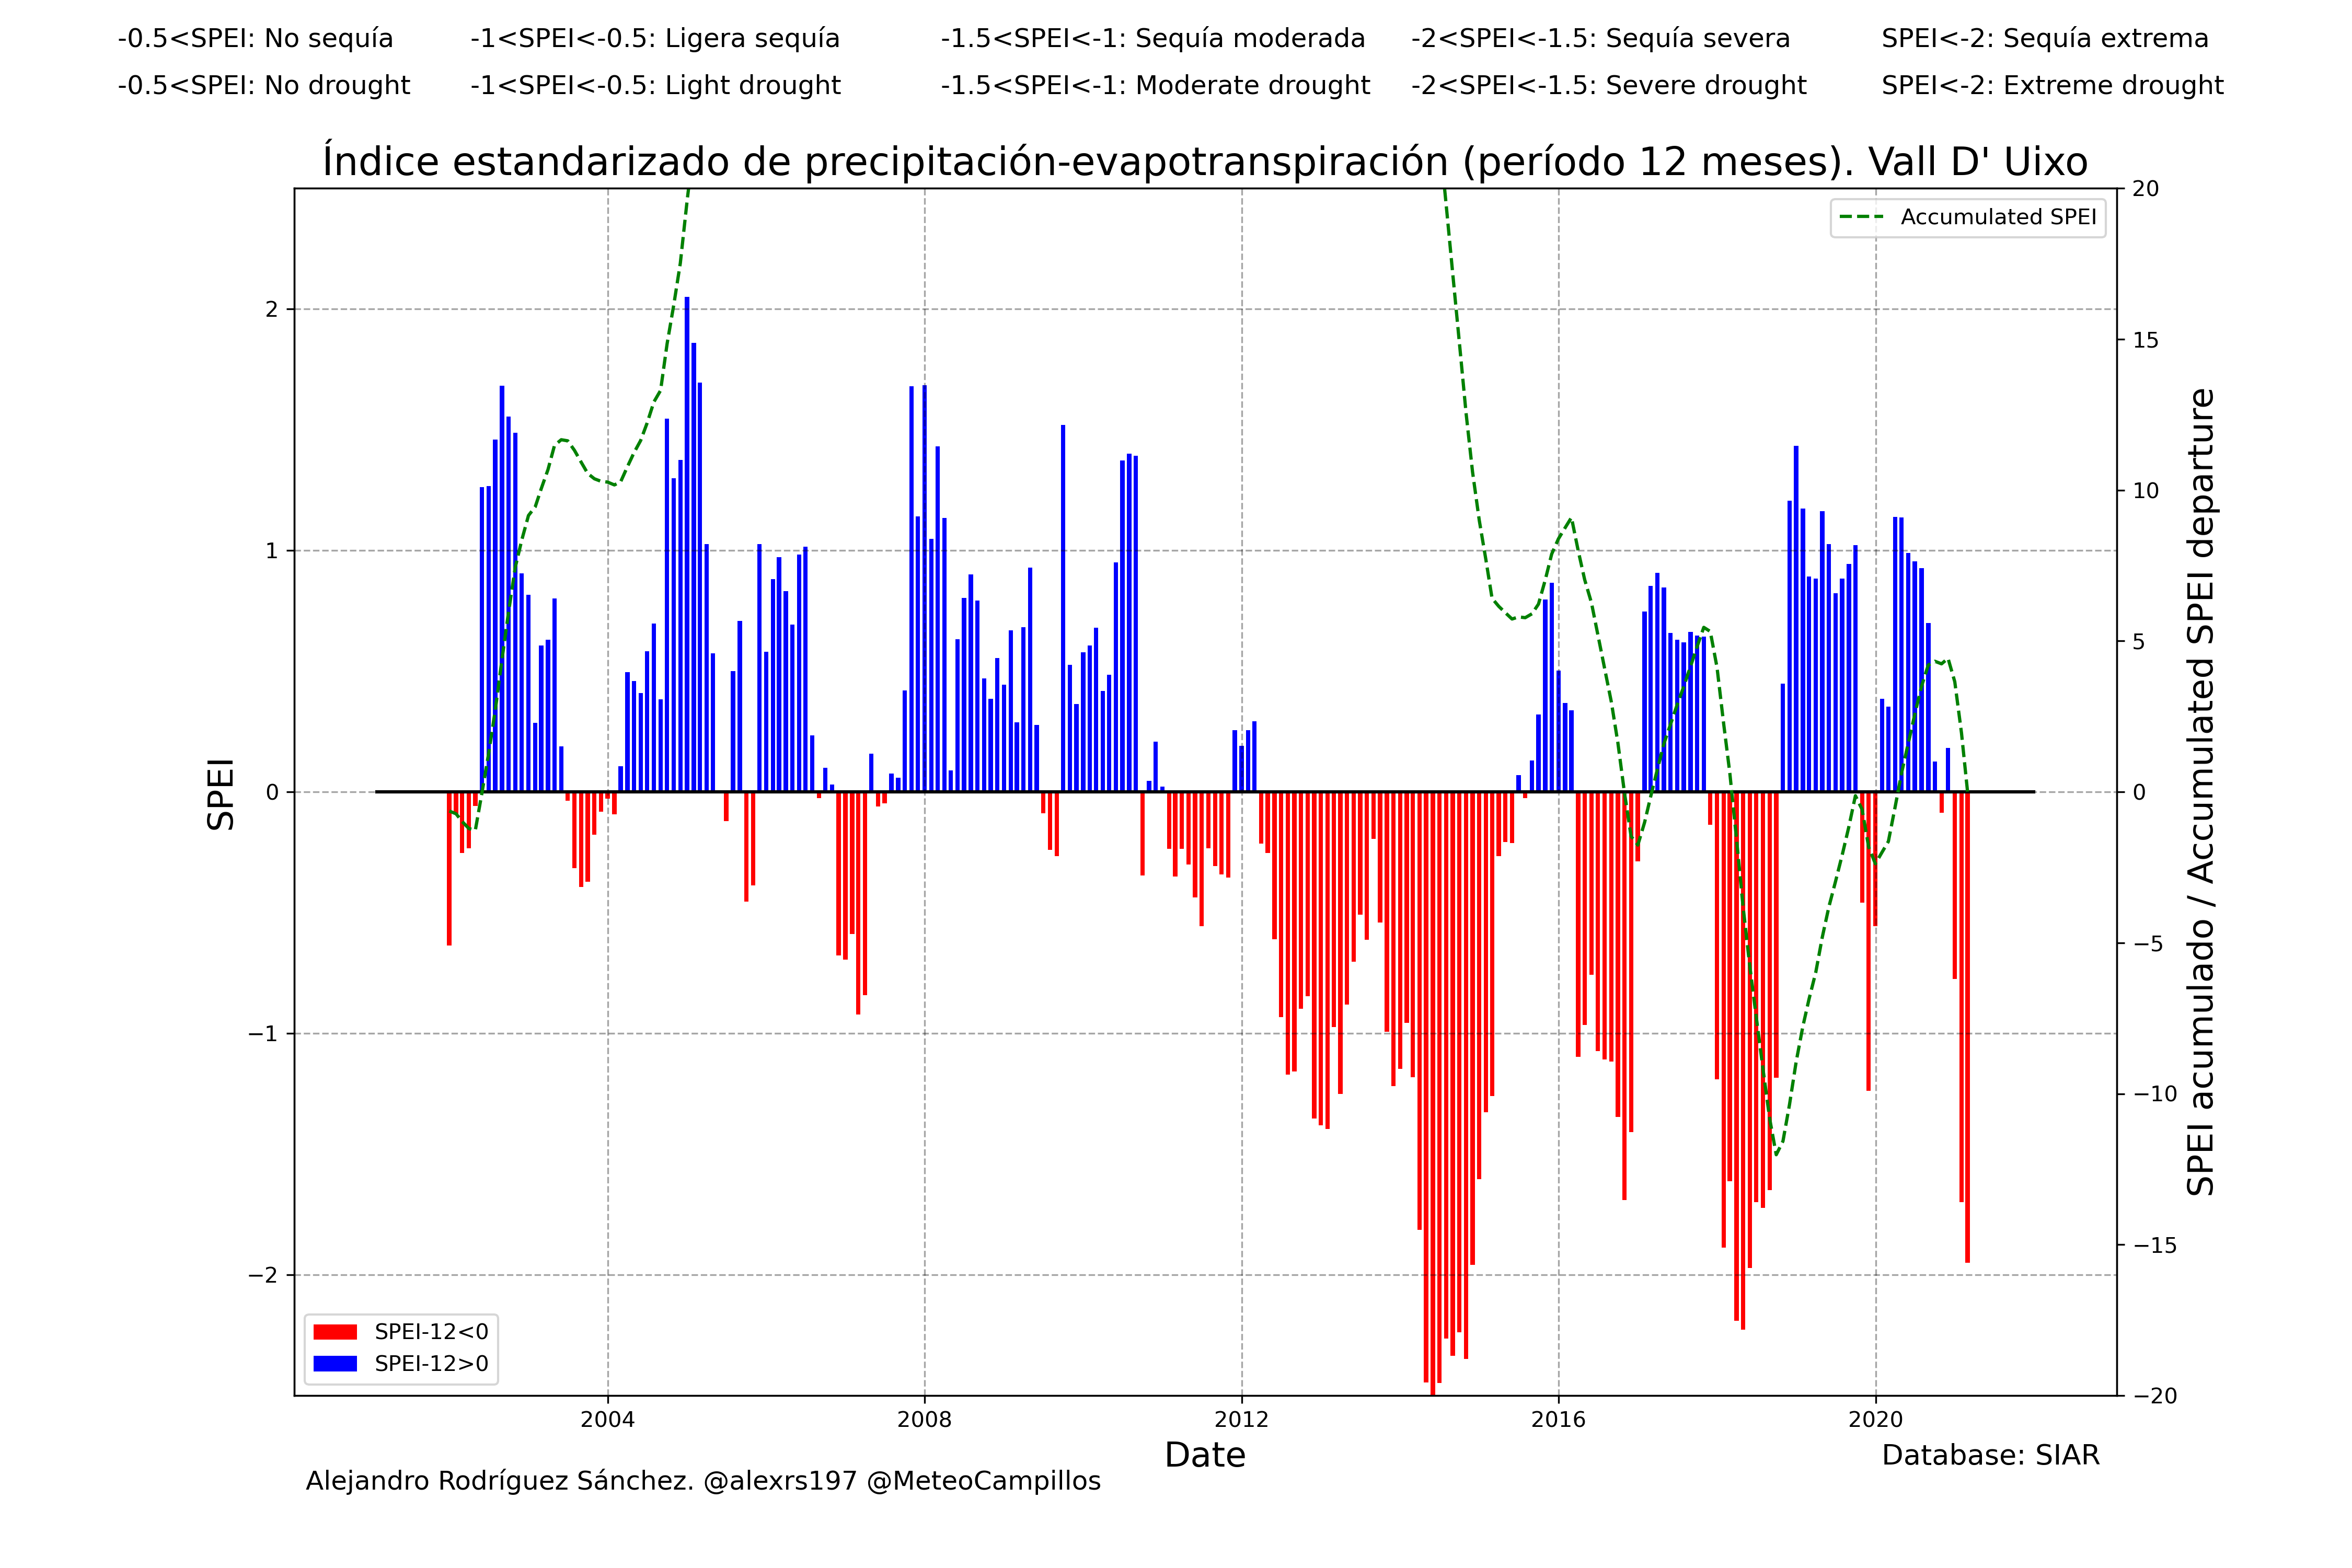 -0.5<SPEI: No sequía -1<SPEI<-0.5: Ligera sequía -1.5<SPEI<-1: Sequía moderada -2<SPEI<-1.5: Sequía severa SPEI<-2: Sequía extrema
-0.5<SPEI: No drought -1<SPEI<-0.5: Light drought -1.5<SPEI<-1: Moderate drought -2<SPEI<-1.5: Severe drought SPEI<-2: Extreme drought
Índice estandarizado de precipitación-evapotranspiración (período 12 meses). Vall D' Uixo
Accumulated SPEI
SPEI
2
1
0
−1
−2
20
15
10
5
0
−5
−10
−15
−20
SPEI acumulado / Accumulated SPEI departure
SPEI-12<0
SPEI-12>0
2004 2008 2012 2016 2020
Date
Database: SIAR
Alejandro Rodríguez Sánchez. @alexrs197 @MeteoCampillos